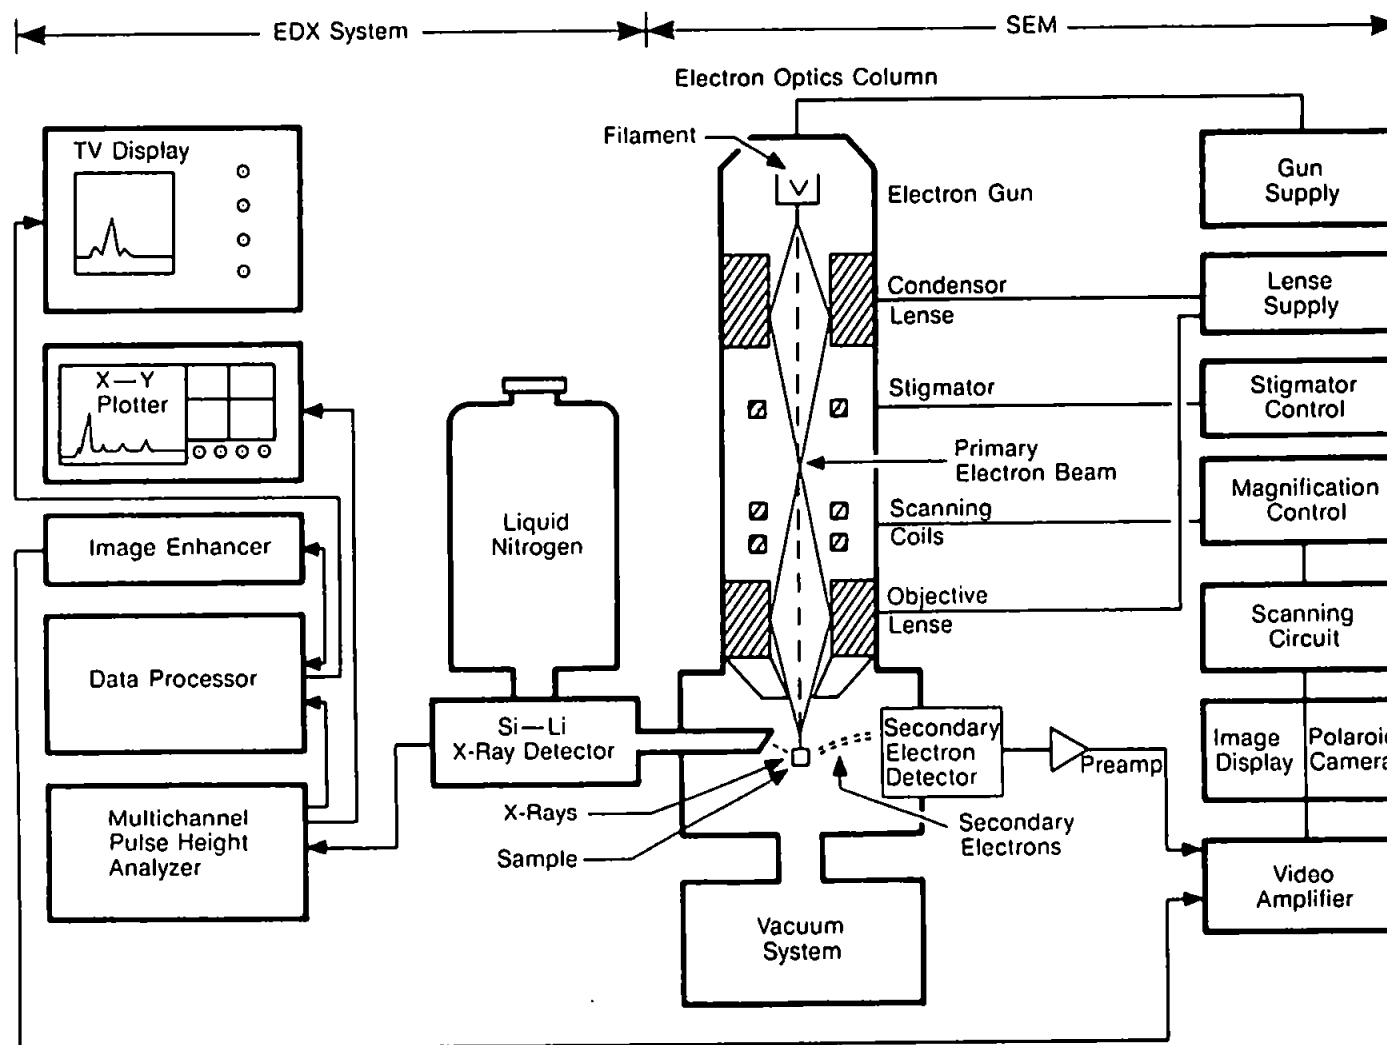 EDX System
SEM
Electron Optics Column
TV Display
Filament
Electron Gun
Gun
Supply
Condensor
Lense
Lense
Supply
X—Y
Plotter
Stigmator
Stigmator
Control
Primary
Electron Beam
Magnification
Control
Liquid
Nitrogen
Scanning
Coils
Image Enhancer
Objective
Lense
Scanning
Circuit
Data Processor
Si—Li
X-Ray Detector
Secondary
Electron
Detector
Preamp
Image
Display
Polaroid
Camera
X-Rays
Sample
Secondary
Electrons
Multichannel
Pulse Height
Analyzer
Vacuum
System
Video
Amplifier